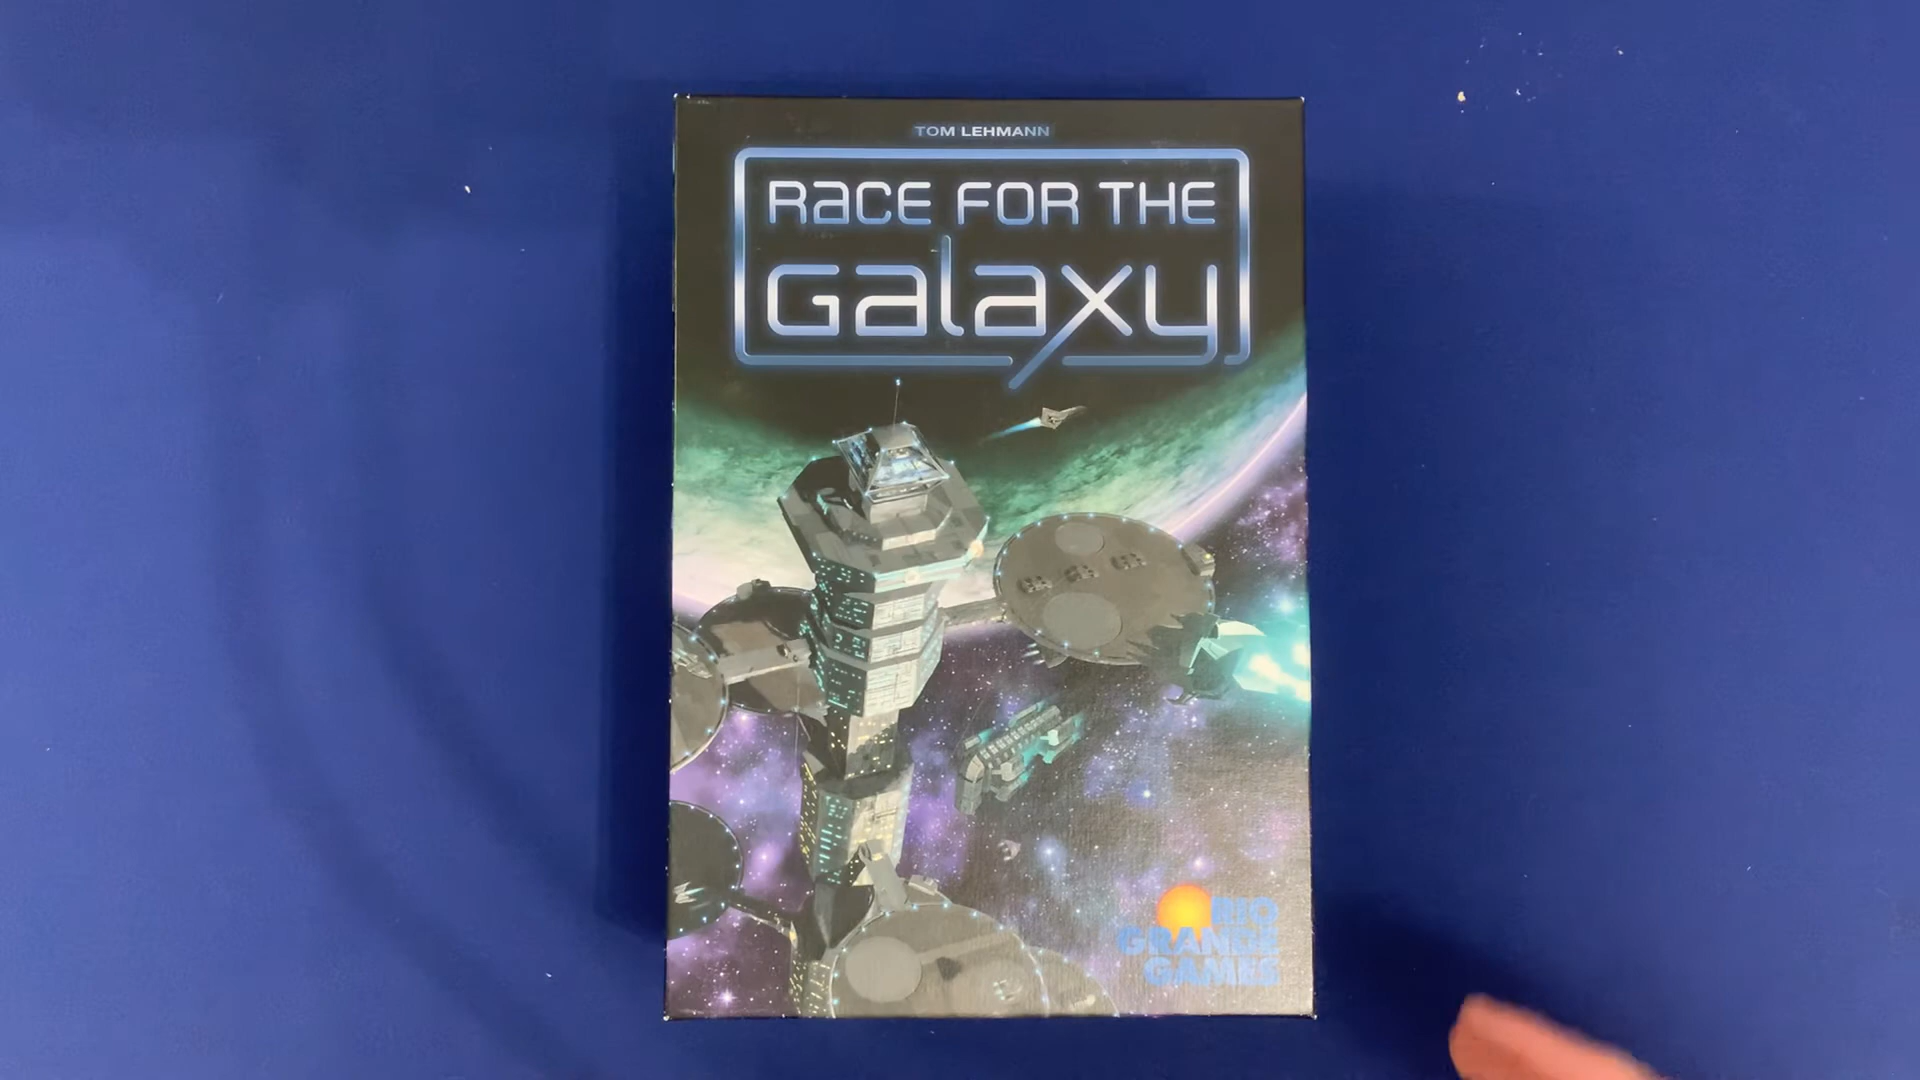 TOM LEHMANN
RaCE FOR THE
Galaxy
RIO
GRANDE
GAMES